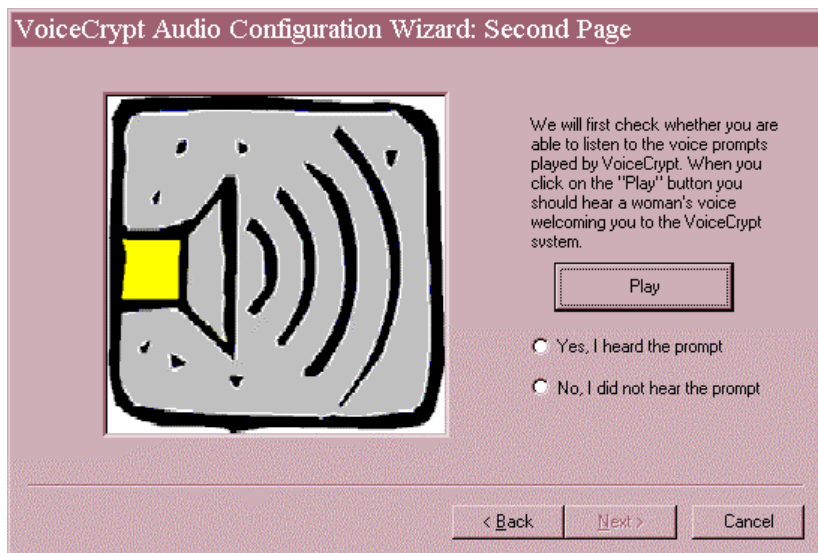 VoiceCrypt Audio Configuration Wizard: Second Page
We will first check whether you are
able to listen to the voice prompts
played by VoiceCrypt. When you
click on the "Play" button you
should hear a woman's voice
welcoming you to the VoiceCrypt
system.
Play
Yes, I heard the prompt
No, I did not hear the prompt
< Back
Next >
Cancel